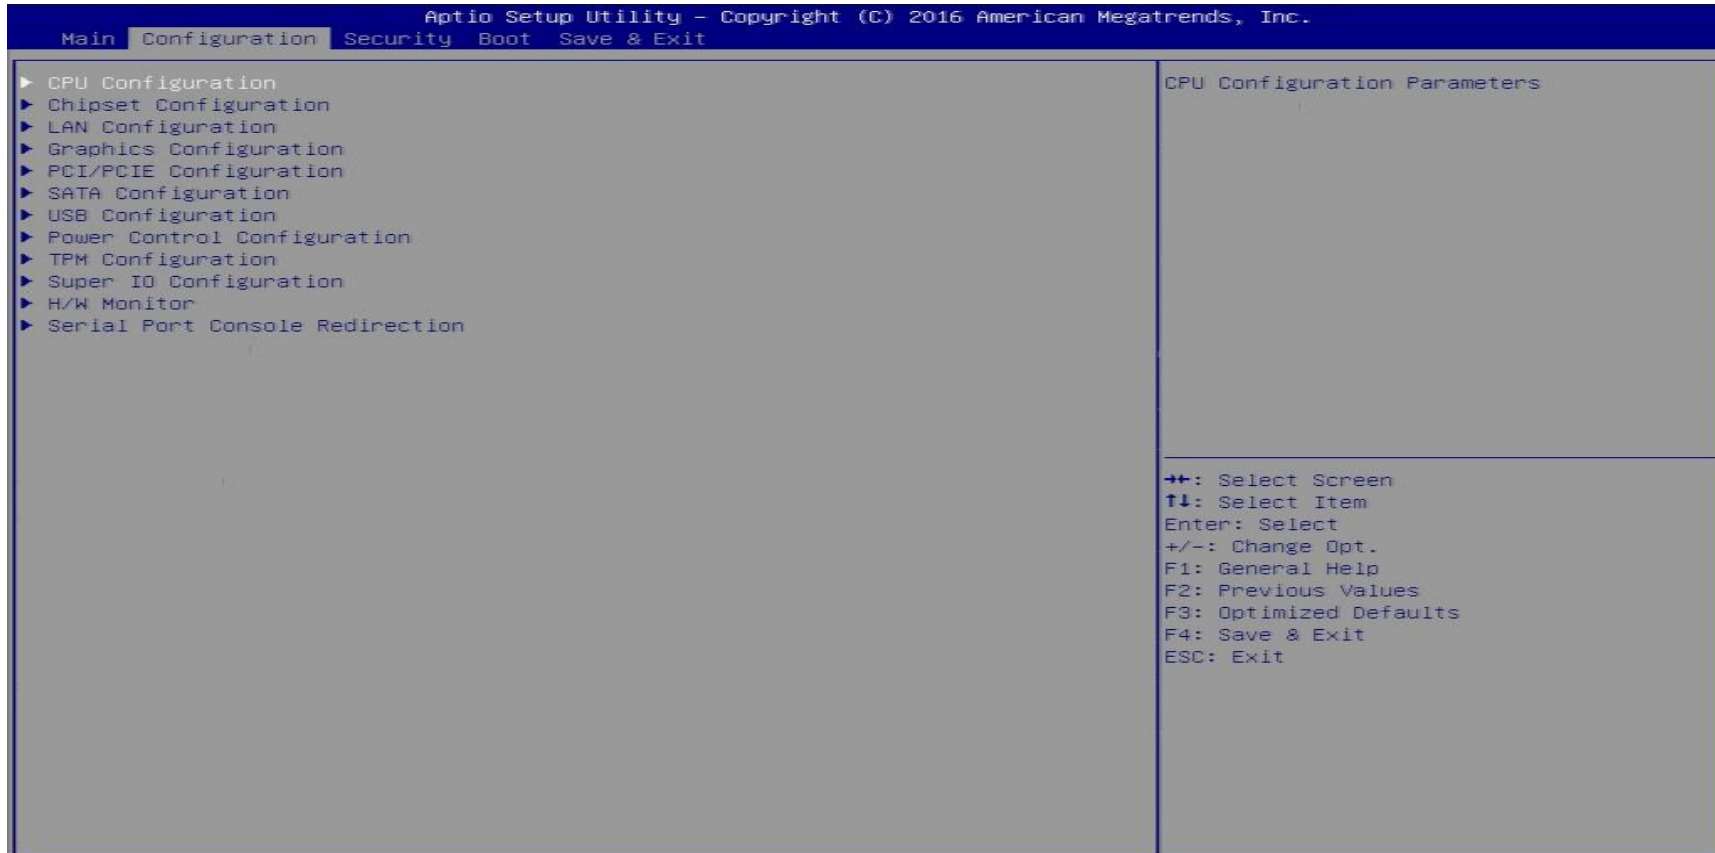 Aptio Setup Utility – Copyright (C) 2016 American Megatrends, Inc.
Main Configuration Security Boot Save & Exit
► CPU Configuration
► Chipset Configuration
► LAN Configuration
► Graphics Configuration
► PCI/PCIE Configuration
► SATA Configuration
► USB Configuration
► Power Control Configuration
► TPM Configuration
► Super IO Configuration
► H/W Monitor
► Serial Port Console Redirection
CPU Configuration Parameters
→←: Select Screen
↑↓: Select Item
Enter: Select
+/-: Change Opt.
F1: General Help
F2: Previous Values
F3: Optimized Defaults
F4: Save & Exit
ESC: Exit